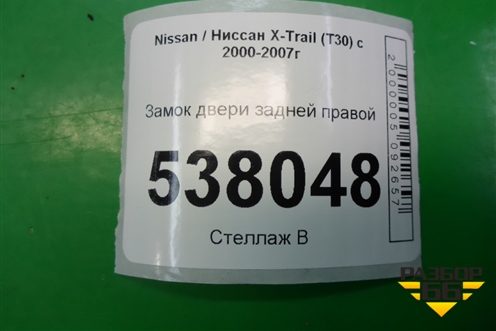 Nissan / Ниссан X-Trail (T30) с
2000-2007г
Замок двери задней правой
538048
Стеллаж В
2000005092657
РАЗБОР
66